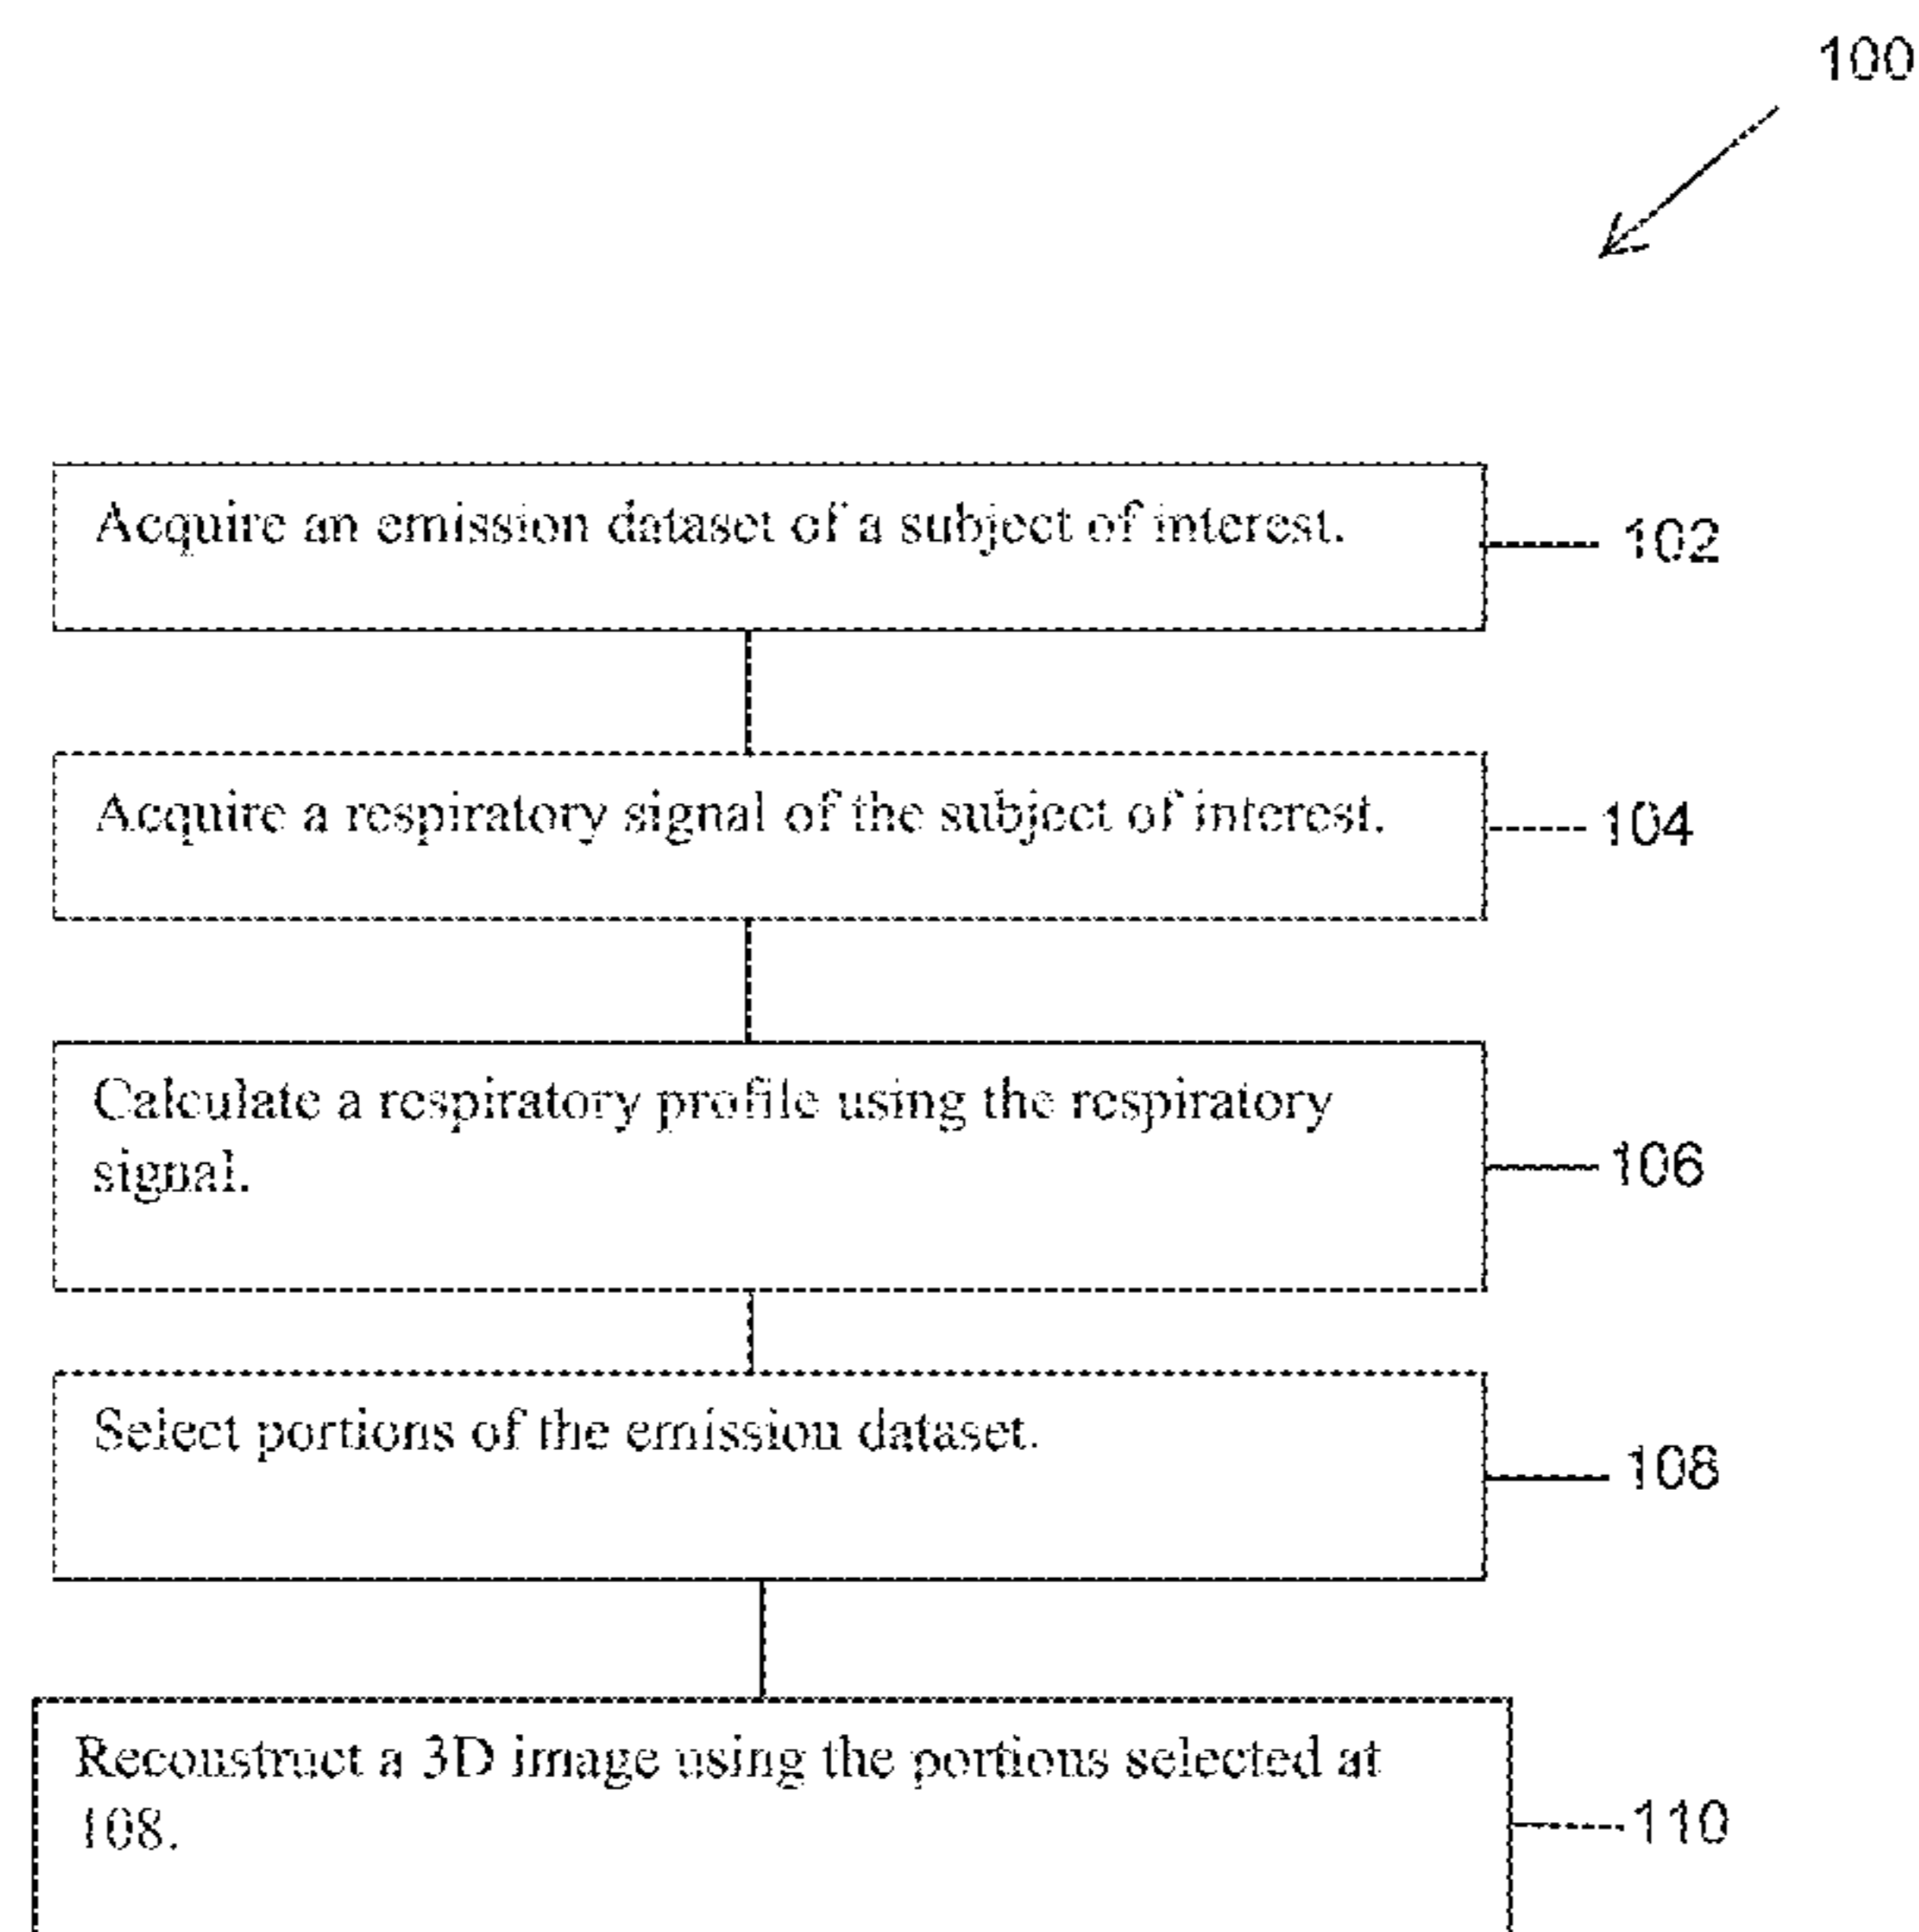 100
Acquire an emission dataset of a subject of interest.
102
Acquire a respiratory signal of the subject of interest.
104
Calculate a respiratory profile using the respiratory
signal.
106
Select portions of the emission dataset.
108
Reconstruct a 3D image using the portions selected at
108.
110